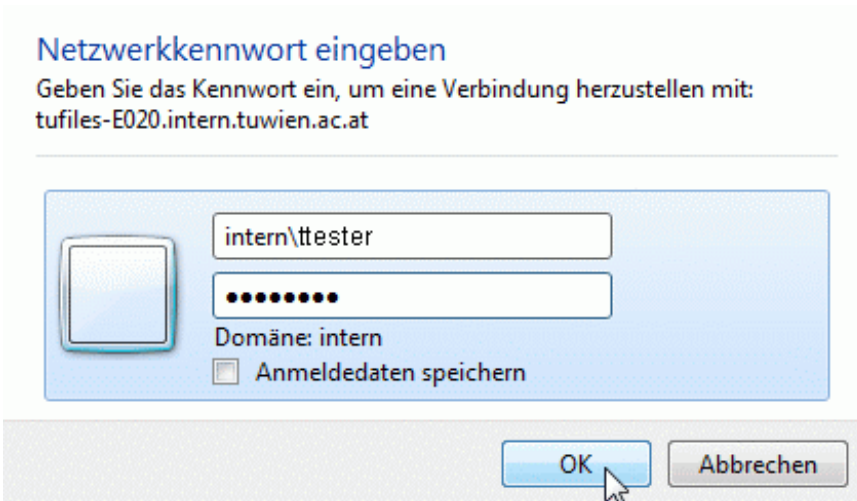 Netzwerkkennwort eingeben
Geben Sie das Kennwort ein, um eine Verbindung herzustellen mit:
tufiles-E020.intern.tuwien.ac.at
intern\ttester
●●●●●●●●
Domäne: intern
Anmeldedaten speichern
OK
Abbrechen